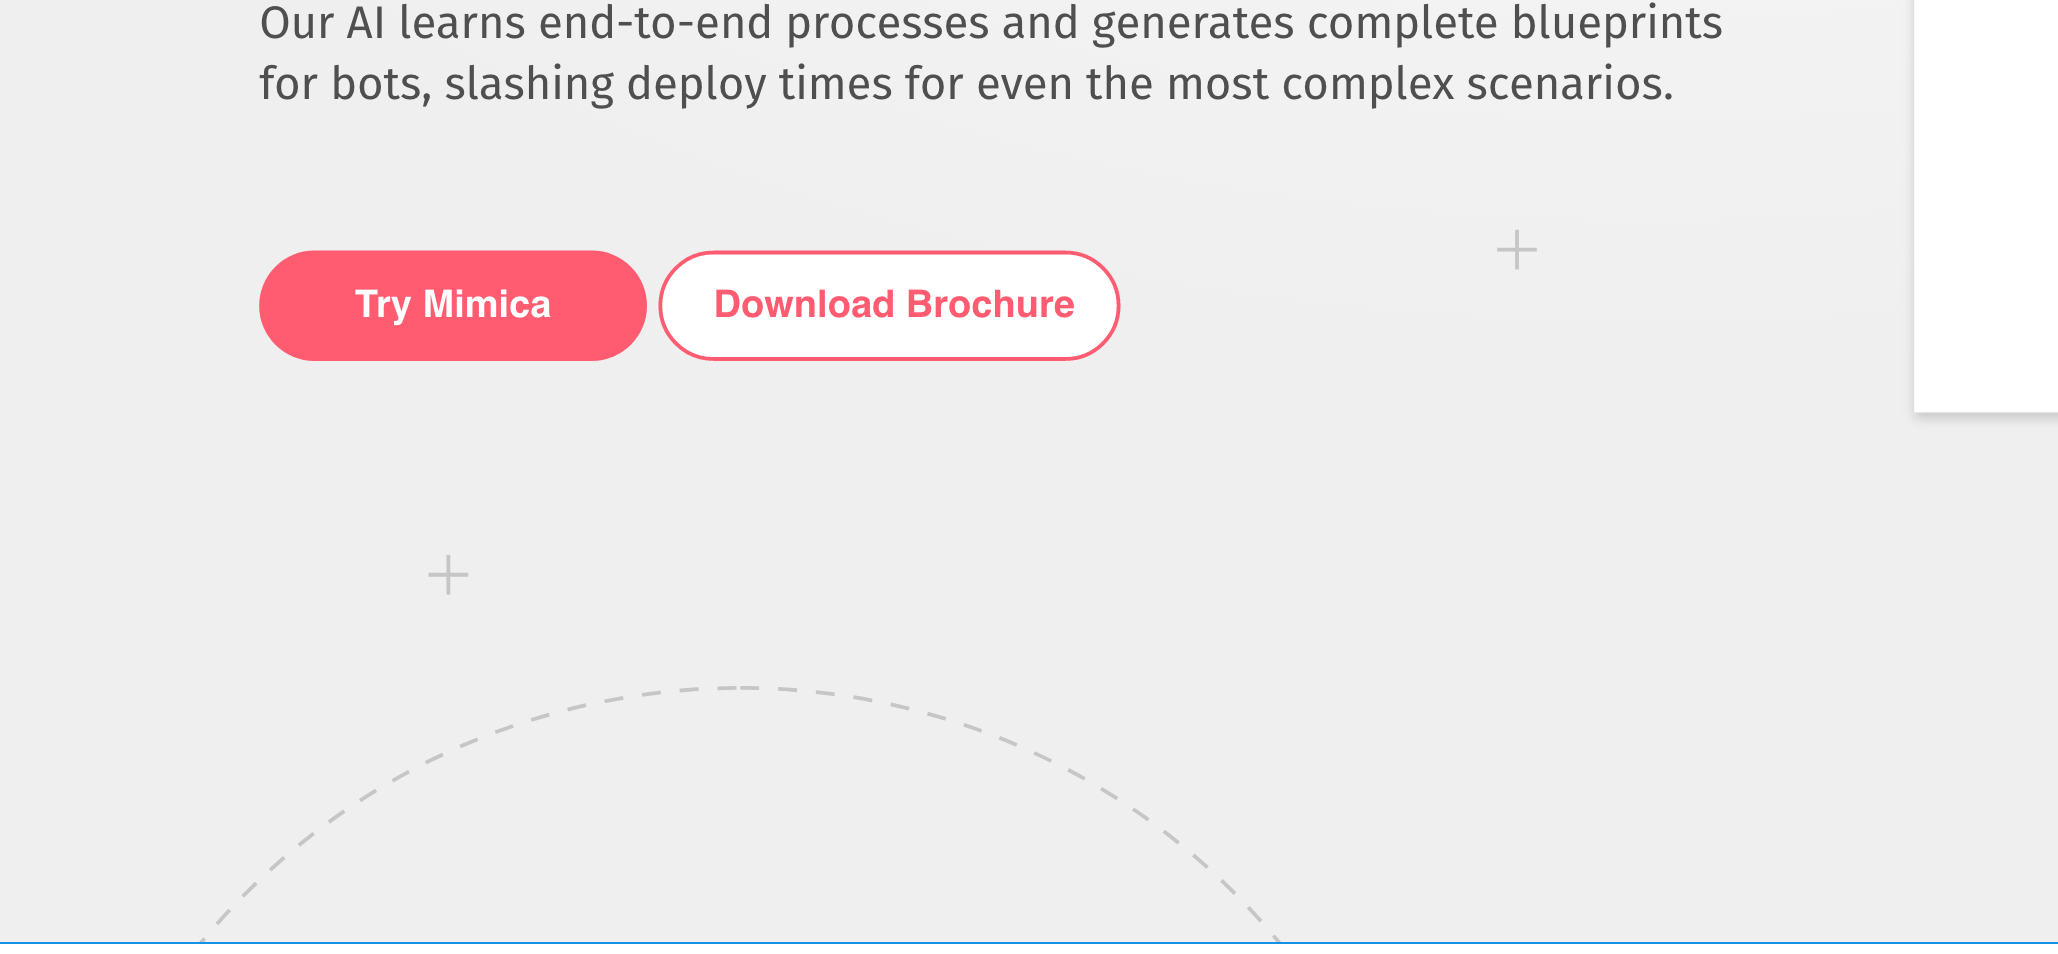 Our AI learns end-to-end processes and generates complete blueprints
for bots, slashing deploy times for even the most complex scenarios.
Try Mimica
Download Brochure